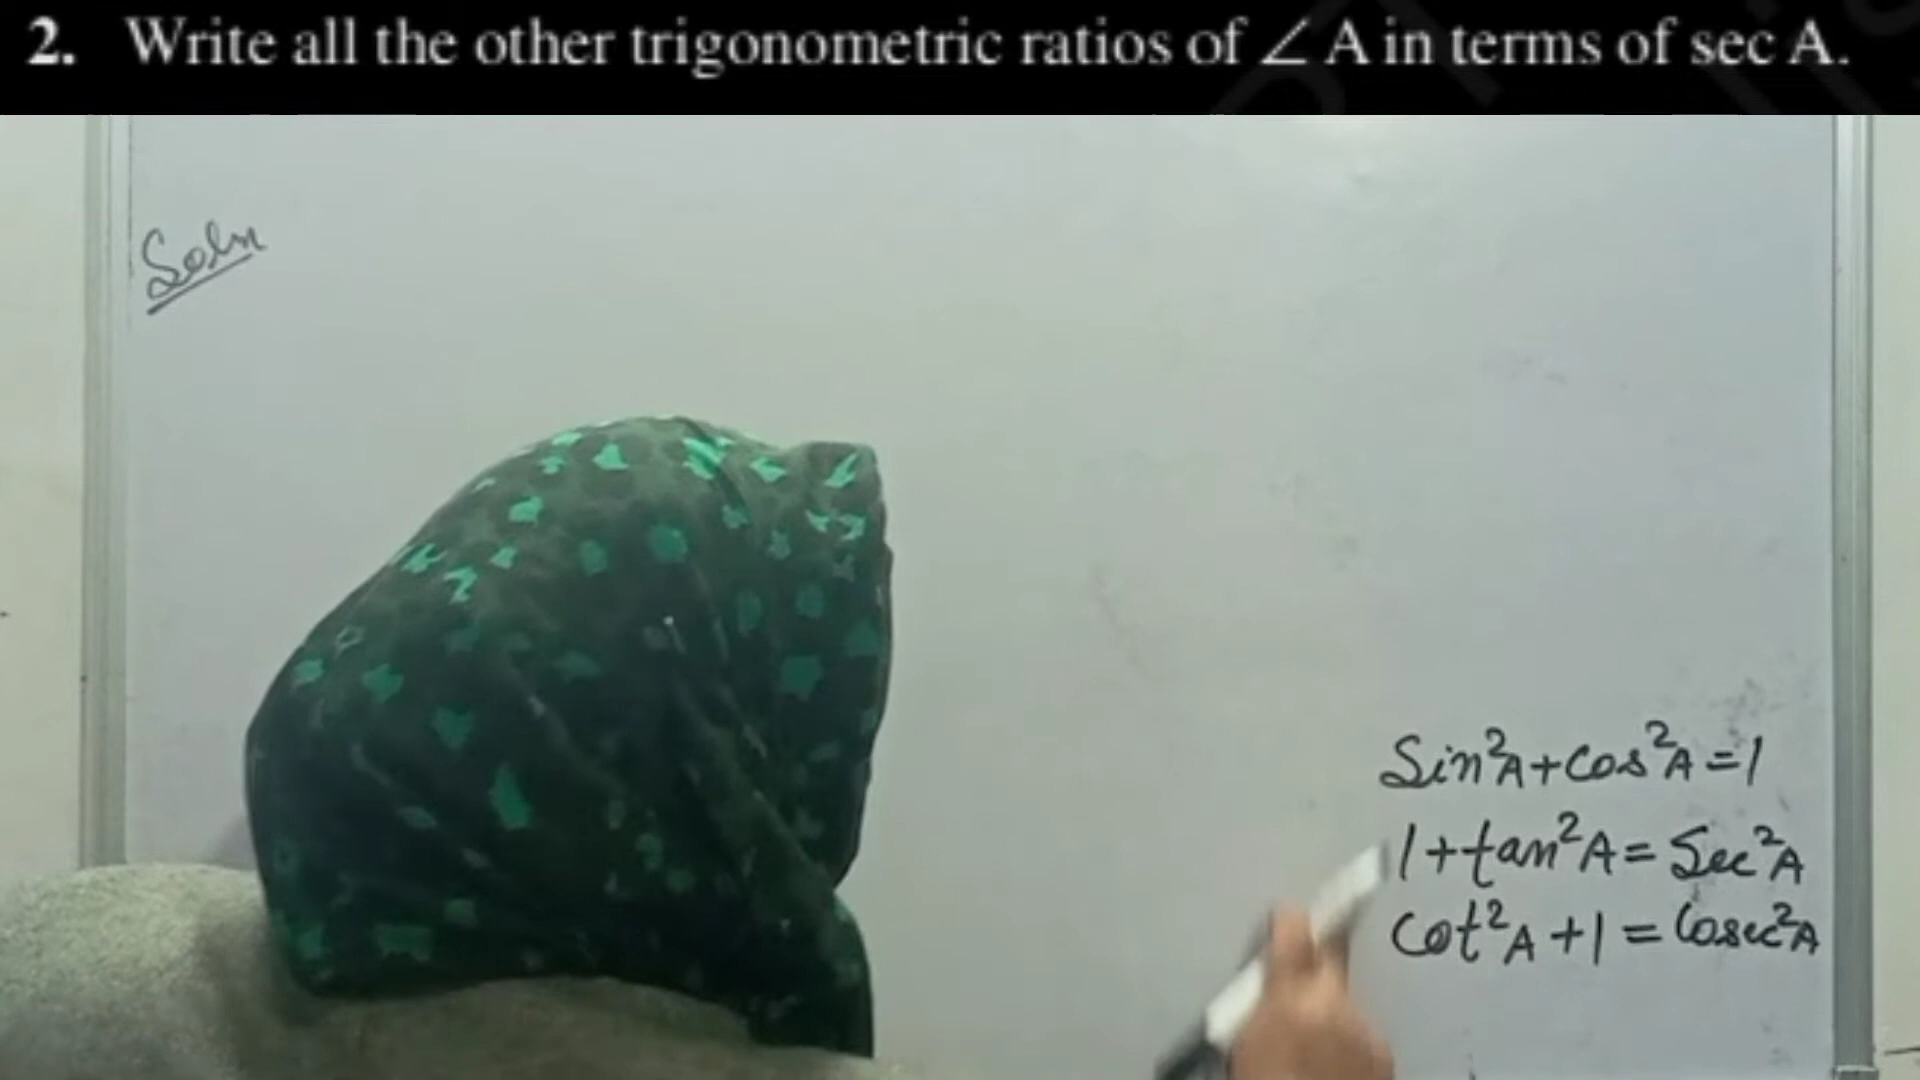 2. Write all the other trigonometric ratios of ∠A in terms of sec A.
Soln
Sin²A+Cos²A=1
1+tan²A=Sec²A
Cot²A+1=Cosec²A